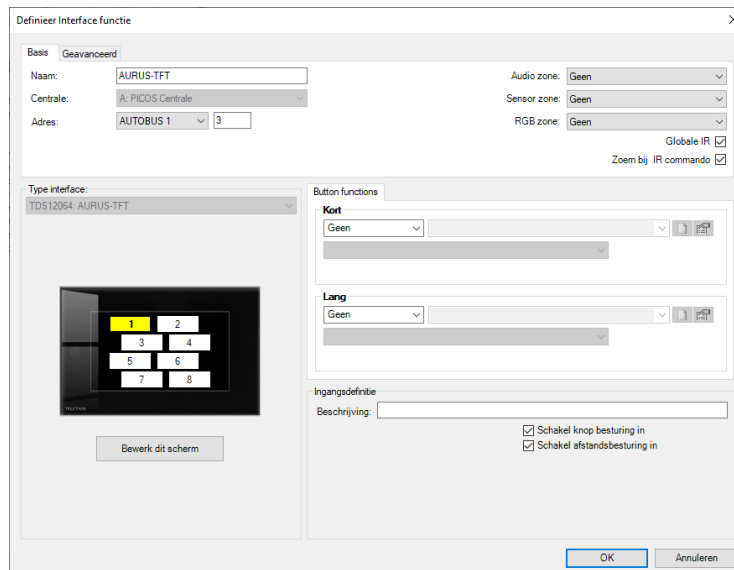 Definieer Interface functie
Basis Geavanceerd
Naam: AURUS-TFT
Centrale: A: PICOS Centrale
Adres: AUTOBUS 1 3
Audio zone: Geen
Sensor zone: Geen
RGB zone: Geen
Globale IR
Zoem bij IR commando
Type interface:
TDS12064: AURUS-TFT
1 2
3 4
5 6
7 8
TELETASK
Bewerk dit scherm
Button functions
Kort
Geen
Lang
Geen
Ingangsdefinitie
Beschrijving:
Schakel knop besturing in
Schakel afstandsbesturing in
OK Annuleren